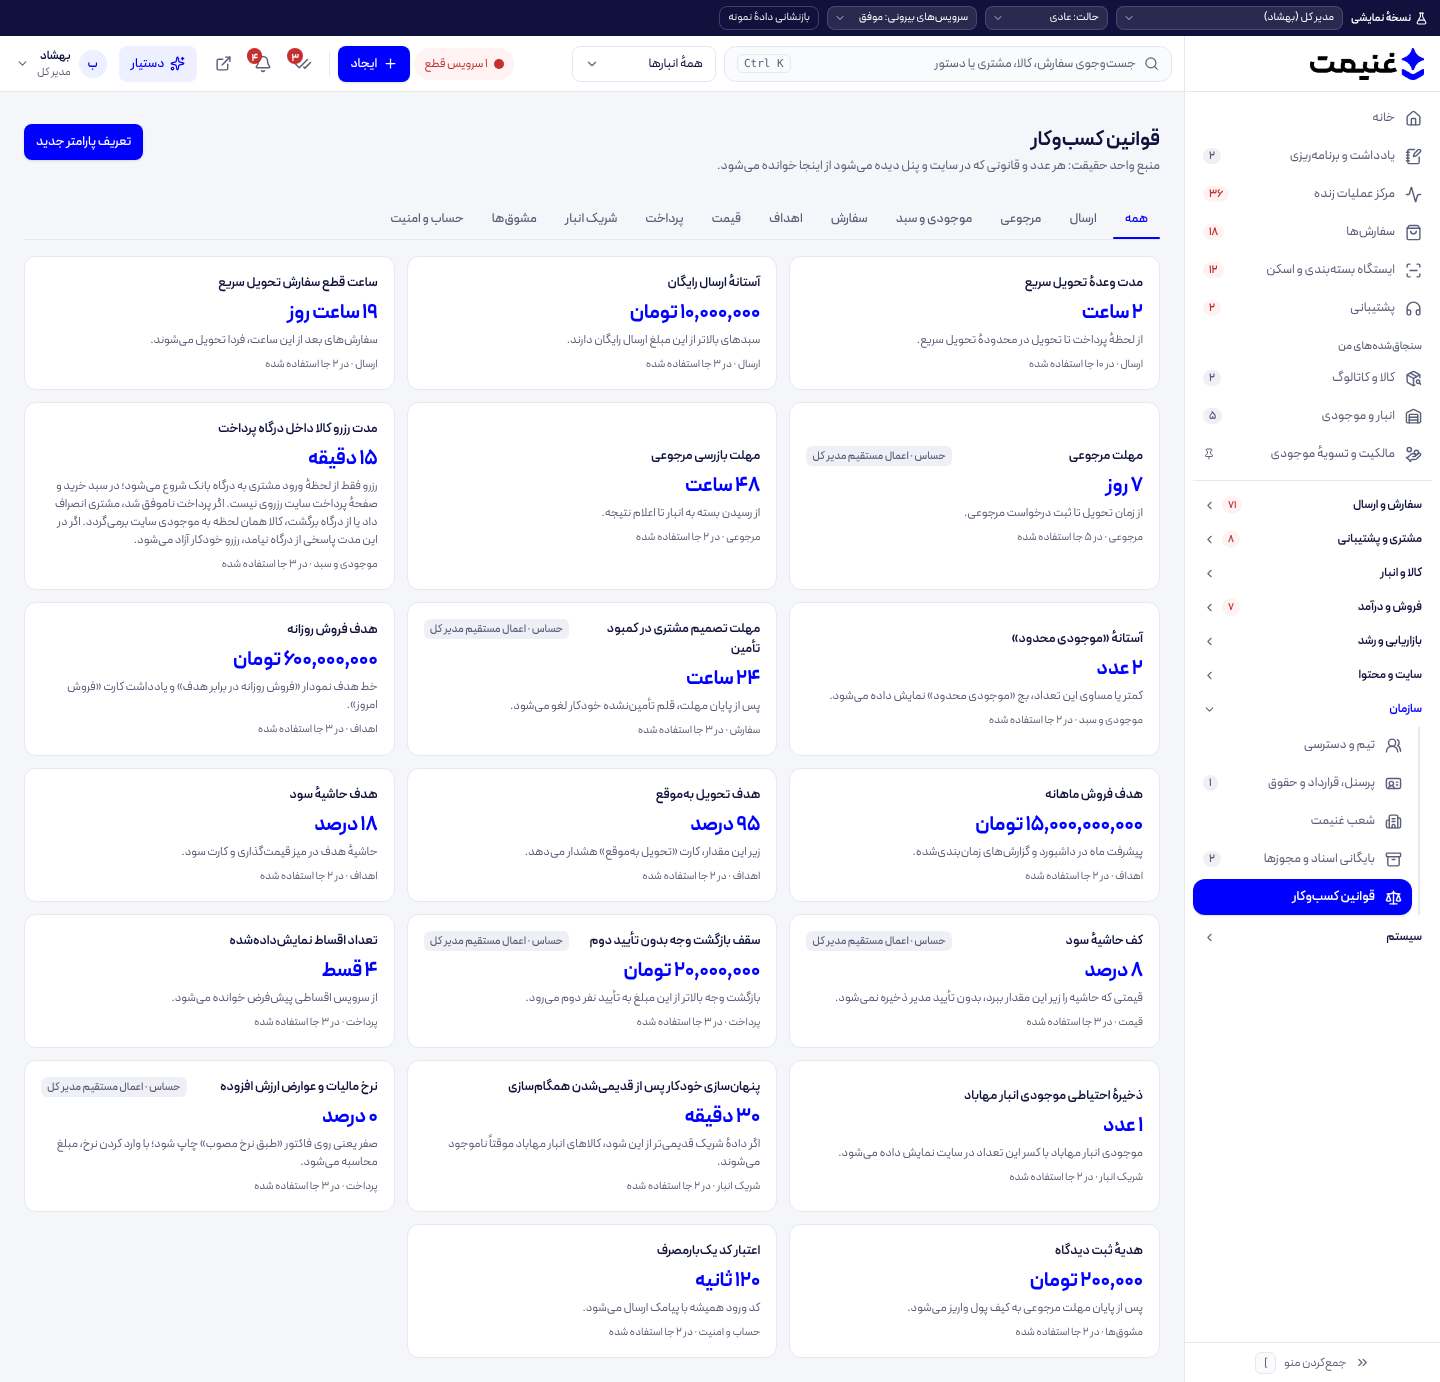 نسخهٔ نمایشی
مدیر کل (بهشاد)
حالت: عادی
سرویس‌های بیرونی: موفق
بازنشانی دادهٔ نمونه
غنیمت
جست‌وجوی سفارش، کالا، مشتری یا دستور
Ctrl K
همهٔ انبارها
۱ سرویس قطع
ایجاد
۳
۴
دستیار
ب
بهشاد
مدیر کل
خانه
یادداشت و برنامه‌ریزی ۲
مرکز عملیات زنده ۳۶
سفارش‌ها ۱۸
ایستگاه بسته‌بندی و اسکن ۱۲
پشتیبانی ۲
سنجاق‌شده‌های من
کالا و کاتالوگ ۲
انبار و موجودی ۵
مالکیت و تسویهٔ موجودی
سفارش و ارسال ۷۱
مشتری و پشتیبانی ۸
کالا و انبار
فروش و درآمد ۷
بازاریابی و رشد
سایت و محتوا
سازمان
تیم و دسترسی
پرسنل، قرارداد و حقوق ۱
شعب غنیمت
بایگانی اسناد و مجوزها ۲
قوانین کسب‌وکار
سیستم
جمع‌کردن منو [
قوانین کسب‌وکار
منبع واحد حقیقت: هر عدد و قانونی که در سایت و پنل دیده می‌شود از اینجا خوانده می‌شود.
تعریف پارامتر جدید
همه ارسال مرجوعی موجودی و سبد سفارش اهداف قیمت پرداخت شریک انبار مشوق‌ها حساب و امنیت
مدت وعدهٔ تحویل سریع
۲ ساعت
از لحظهٔ پرداخت تا تحویل در محدودهٔ تحویل سریع.
ارسال · در ۱۰ جا استفاده شده
آستانهٔ ارسال رایگان
۱۰,۰۰۰,۰۰۰ تومان
سبدهای بالاتر از این مبلغ ارسال رایگان دارند.
ارسال · در ۳ جا استفاده شده
ساعت قطع سفارش تحویل سریع
۱۹ ساعت روز
سفارش‌های بعد از این ساعت، فردا تحویل می‌شوند.
ارسال · در ۲ جا استفاده شده
مهلت مرجوعی
حساس · اعمال مستقیم مدیر کل
۷ روز
از زمان تحویل تا ثبت درخواست مرجوعی.
مرجوعی · در ۵ جا استفاده شده
مهلت بازرسی مرجوعی
۴۸ ساعت
از رسیدن بسته به انبار تا اعلام نتیجه.
مرجوعی · در ۲ جا استفاده شده
مدت رزرو کالا داخل درگاه پرداخت
۱۵ دقیقه
رزرو فقط از لحظهٔ ورود مشتری به درگاه بانک شروع می‌شود؛ در سبد خرید و
صفحهٔ پرداخت سایت رزروی نیست. اگر پرداخت ناموفق شد، مشتری انصراف
داد یا از درگاه برگشت، کالا همان لحظه به موجودی سایت برمی‌گردد. اگر در
این مدت پاسخی از درگاه نیامد، رزرو خودکار آزاد می‌شود.
موجودی و سبد · در ۳ جا استفاده شده
آستانهٔ «موجودی محدود»
۲ عدد
کمتر یا مساوی این تعداد، بج «موجودی محدود» نمایش داده می‌شود.
موجودی و سبد · در ۲ جا استفاده شده
مهلت تصمیم مشتری در کمبود
تأمین
حساس · اعمال مستقیم مدیر کل
۲۴ ساعت
پس از پایان مهلت، قلم تأمین‌نشده خودکار لغو می‌شود.
سفارش · در ۳ جا استفاده شده
هدف فروش روزانه
۶۰۰,۰۰۰,۰۰۰ تومان
خط هدف نمودار «فروش روزانه در برابر هدف» و یادداشت کارت «فروش
امروز».
اهداف · در ۳ جا استفاده شده
هدف فروش ماهانه
۱۵,۰۰۰,۰۰۰,۰۰۰ تومان
پیشرفت ماه در داشبورد و گزارش‌های زمان‌بندی‌شده.
اهداف · در ۲ جا استفاده شده
هدف تحویل به‌موقع
۹۵ درصد
زیر این مقدار، کارت «تحویل به‌موقع» هشدار می‌دهد.
اهداف · در ۲ جا استفاده شده
هدف حاشیهٔ سود
۱۸ درصد
حاشیهٔ هدف در میز قیمت‌گذاری و کارت سود.
اهداف · در ۲ جا استفاده شده
کف حاشیهٔ سود
حساس · اعمال مستقیم مدیر کل
۸ درصد
قیمتی که حاشیه را زیر این مقدار ببرد، بدون تأیید مدیر ذخیره نمی‌شود.
قیمت · در ۳ جا استفاده شده
سقف بازگشت وجه بدون تأیید دوم
حساس · اعمال مستقیم مدیر کل
۲۰,۰۰۰,۰۰۰ تومان
بازگشت وجه بالاتر از این مبلغ به تأیید نفر دوم می‌رود.
پرداخت · در ۳ جا استفاده شده
تعداد اقساط نمایش‌داده‌شده
۴ قسط
از سرویس اقساطی پیش‌فرض خوانده می‌شود.
پرداخت · در ۳ جا استفاده شده
ذخیرهٔ احتیاطی موجودی انبار مهاباد
۱ عدد
موجودی انبار مهاباد با کسر این تعداد در سایت نمایش داده می‌شود.
شریک انبار · در ۲ جا استفاده شده
پنهان‌سازی خودکار پس از قدیمی‌شدن همگام‌سازی
۳۰ دقیقه
اگر دادهٔ شریک قدیمی‌تر از این شود، کالاهای انبار مهاباد موقتاً ناموجود
می‌شوند.
شریک انبار · در ۲ جا استفاده شده
نرخ مالیات و عوارض ارزش افزوده
حساس · اعمال مستقیم مدیر کل
۰ درصد
صفر یعنی روی فاکتور «طبق نرخ مصوب» چاپ شود؛ با وارد کردن نرخ، مبلغ
محاسبه می‌شود.
پرداخت · در ۳ جا استفاده شده
هدیهٔ ثبت دیدگاه
۲۰۰,۰۰۰ تومان
پس از پایان مهلت مرجوعی به کیف پول واریز می‌شود.
مشوق‌ها · در ۲ جا استفاده شده
اعتبار کد یک‌بارمصرف
۱۲۰ ثانیه
کد ورود همیشه با پیامک ارسال می‌شود.
حساب و امنیت · در ۲ جا استفاده شده